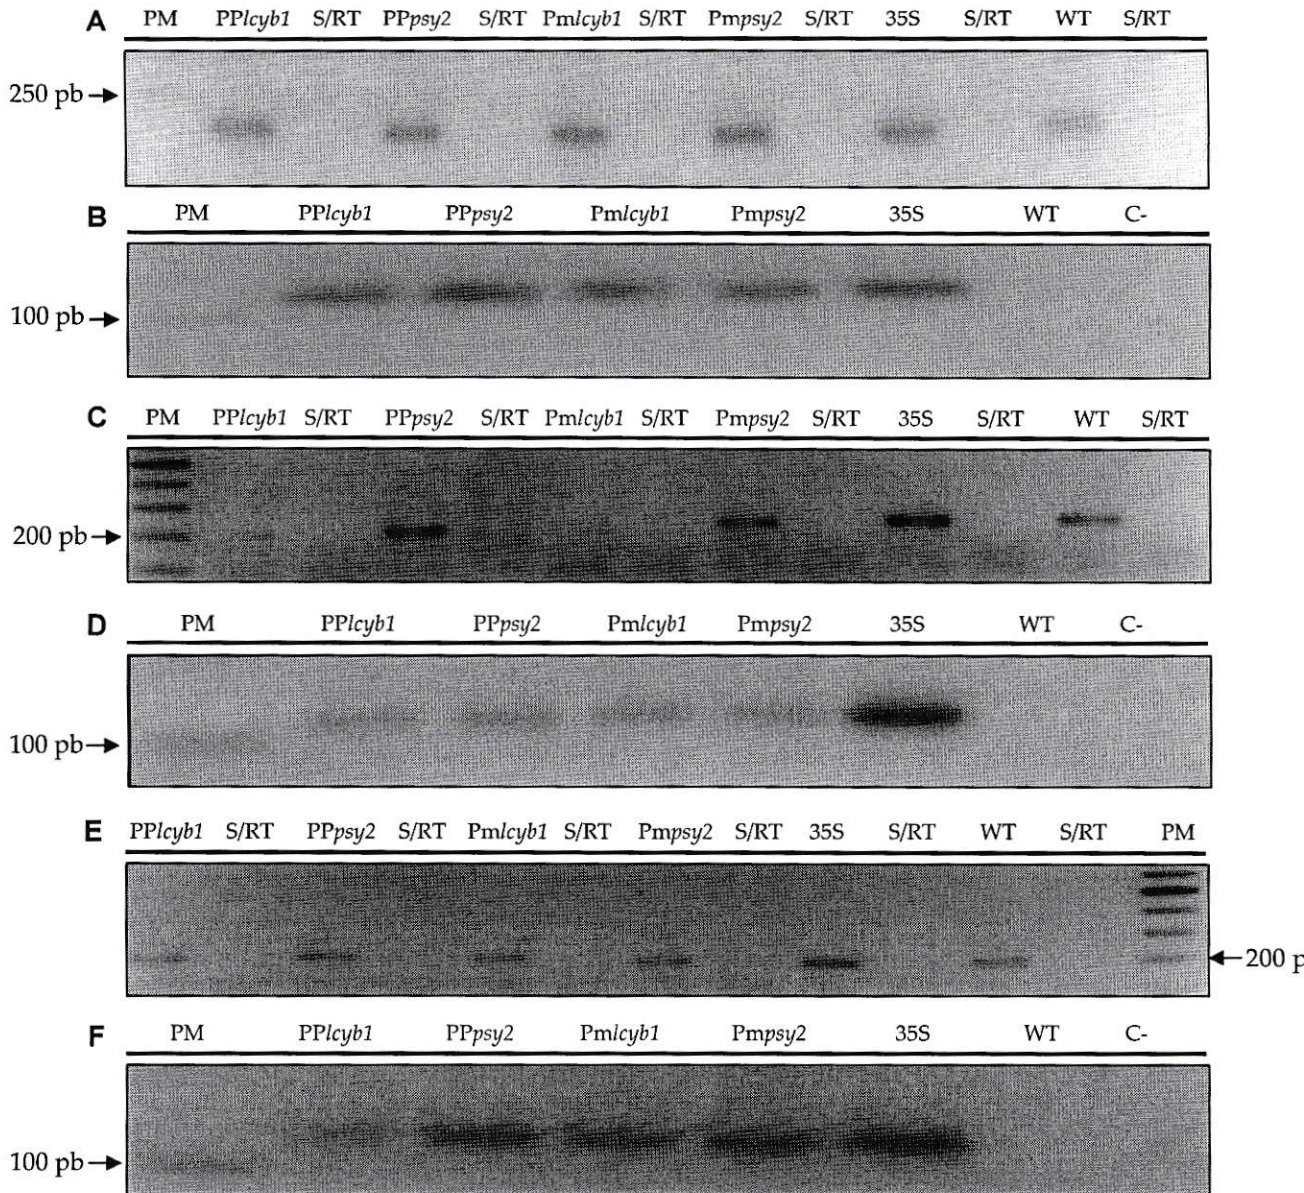 A PM PPlcyb1 S/RT PPpsy2 S/RT Pmlcyb1 S/RT Pmpsy2 S/RT 35S S/RT WT S/RT
250 pb
B PM PPlcyb1 PPpsy2 Pmlcyb1 Pmpsy2 35S WT C-
100 pb
C PM PPlcyb1 S/RT PPpsy2 S/RT Pmlcyb1 S/RT Pmpsy2 S/RT 35S S/RT WT S/RT
200 pb
D PM PPlcyb1 PPpsy2 Pmlcyb1 Pmpsy2 35S WT C-
100 pb
E PPlcyb1 S/RT PPpsy2 S/RT Pmlcyb1 S/RT Pmpsy2 S/RT 35S S/RT WT S/RT PM
200 p
F PM PPlcyb1 PPpsy2 Pmlcyb1 Pmpsy2 35S WT C-
100 pb